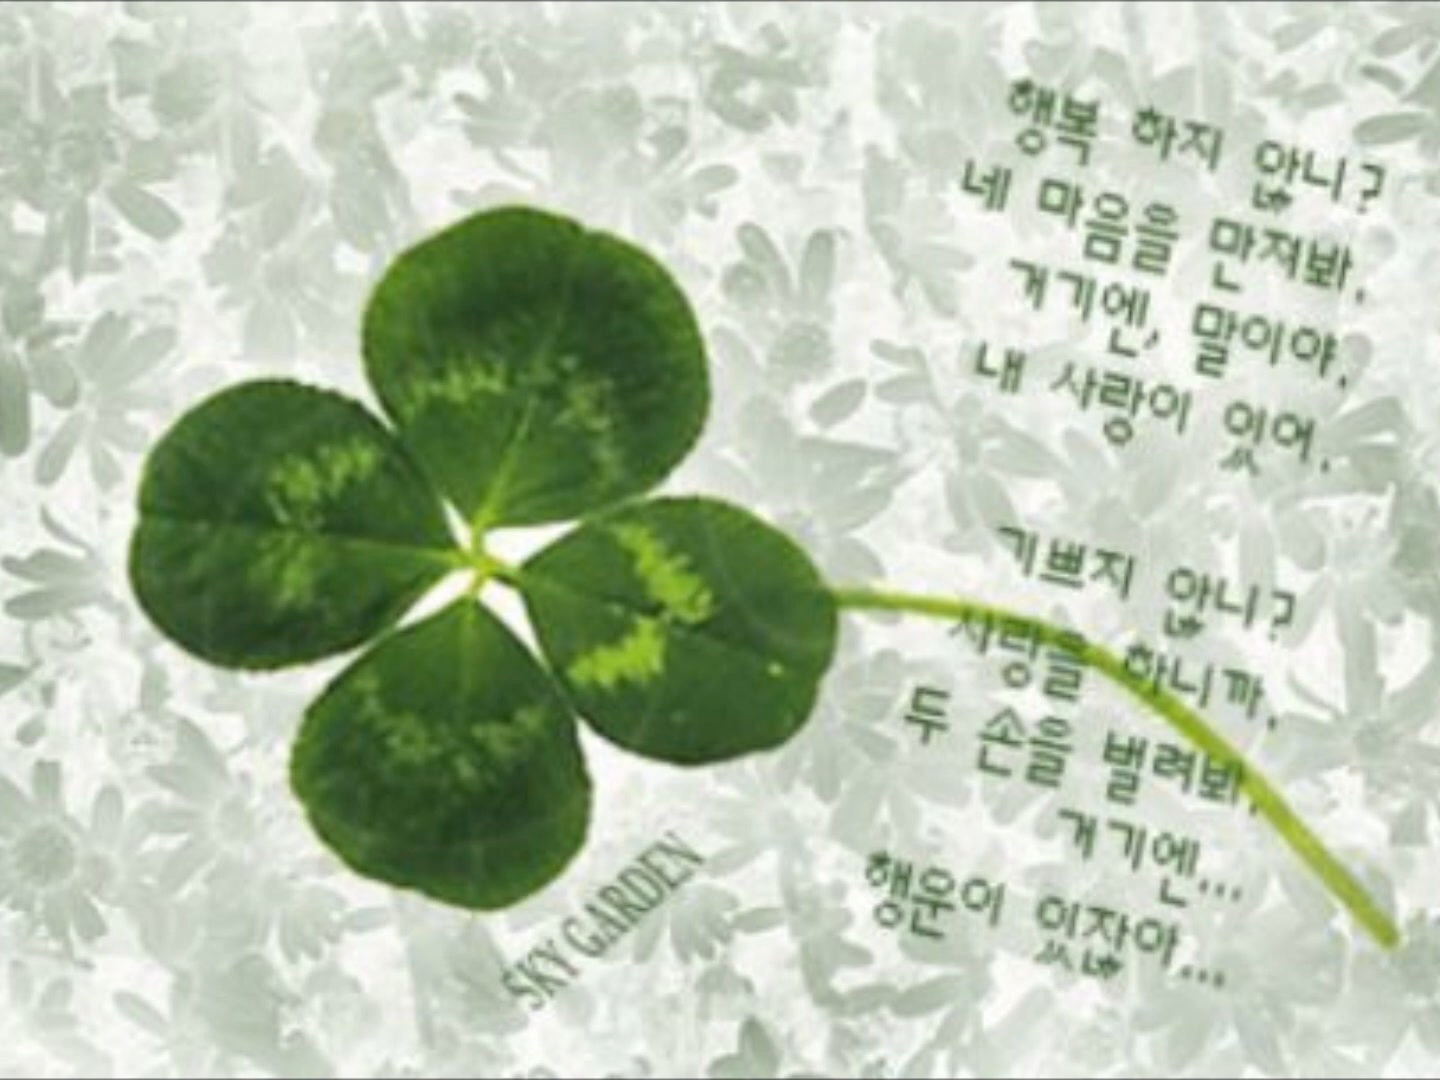 행복 하지 않니?
네 마음을 만져봐.
거기엔, 말이야.
내 사랑이 있어.
기쁘지 않니?
사랑을 하니까.
두 손을 벌려봐.
거기엔...
행운이 있잖아...
SKY GARDEN